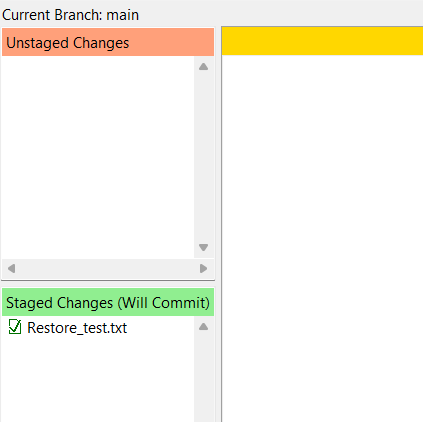 Current Branch: main
Unstaged Changes
Staged Changes (Will Commit)
Restore_test.txt